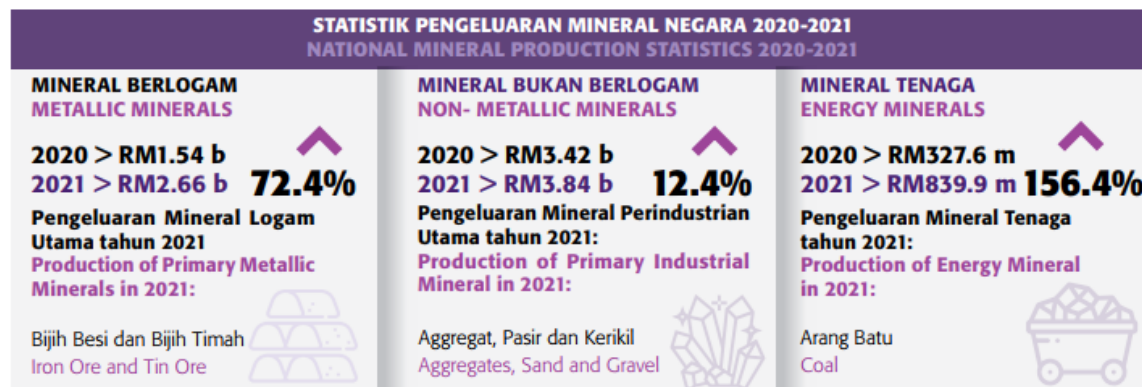 STATISTIK PENGELUARAN MINERAL NEGARA 2020-2021
NATIONAL MINERAL PRODUCTION STATISTICS 2020-2021
MINERAL BERLOGAM
METALLIC MINERALS
2020 > RM1.54 b
2021 > RM2.66 b 72.4%
Pengeluaran Mineral Logam
Utama tahun 2021
Production of Primary Metallic
Minerals in 2021:
Bijih Besi dan Bijih Timah
Iron Ore and Tin Ore
MINERAL BUKAN BERLOGAM
NON- METALLIC MINERALS
2020 > RM3.42 b
2021 > RM3.84 b 12.4%
Pengeluaran Mineral Perindustrian
Utama tahun 2021:
Production of Primary Industrial
Mineral in 2021:
Aggregat, Pasir dan Kerikil
Aggregates, Sand and Gravel
MINERAL TENAGA
ENERGY MINERALS
2020 > RM327.6 m
2021 > RM839.9 m 156.4%
Pengeluaran Mineral Tenaga
tahun 2021:
Production of Energy Mineral
in 2021:
Arang Batu
Coal